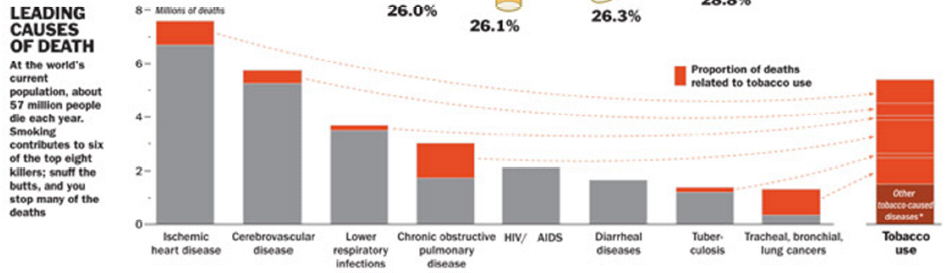 LEADING
CAUSES
OF DEATH
At the world's
current
population, about
57 million people
die each year.
Smoking
contributes to six
of the top eight
killers; snuff the
butts, and you
stop many of the
deaths
26.0%
26.1%
26.3%
28.8%
8
Millions of deaths
6
4
2
0
Proportion of deaths
related to tobacco use
Other
tobacco-caused
diseases*
Ischemic
heart disease
Cerebrovascular
disease
Lower
respiratory
infections
Chronic obstructive
pulmonary
disease
HIV/ AIDS
Diarrheal
diseases
Tuber-
culosis
Tracheal, bronchial,
lung cancers
Tobacco
use